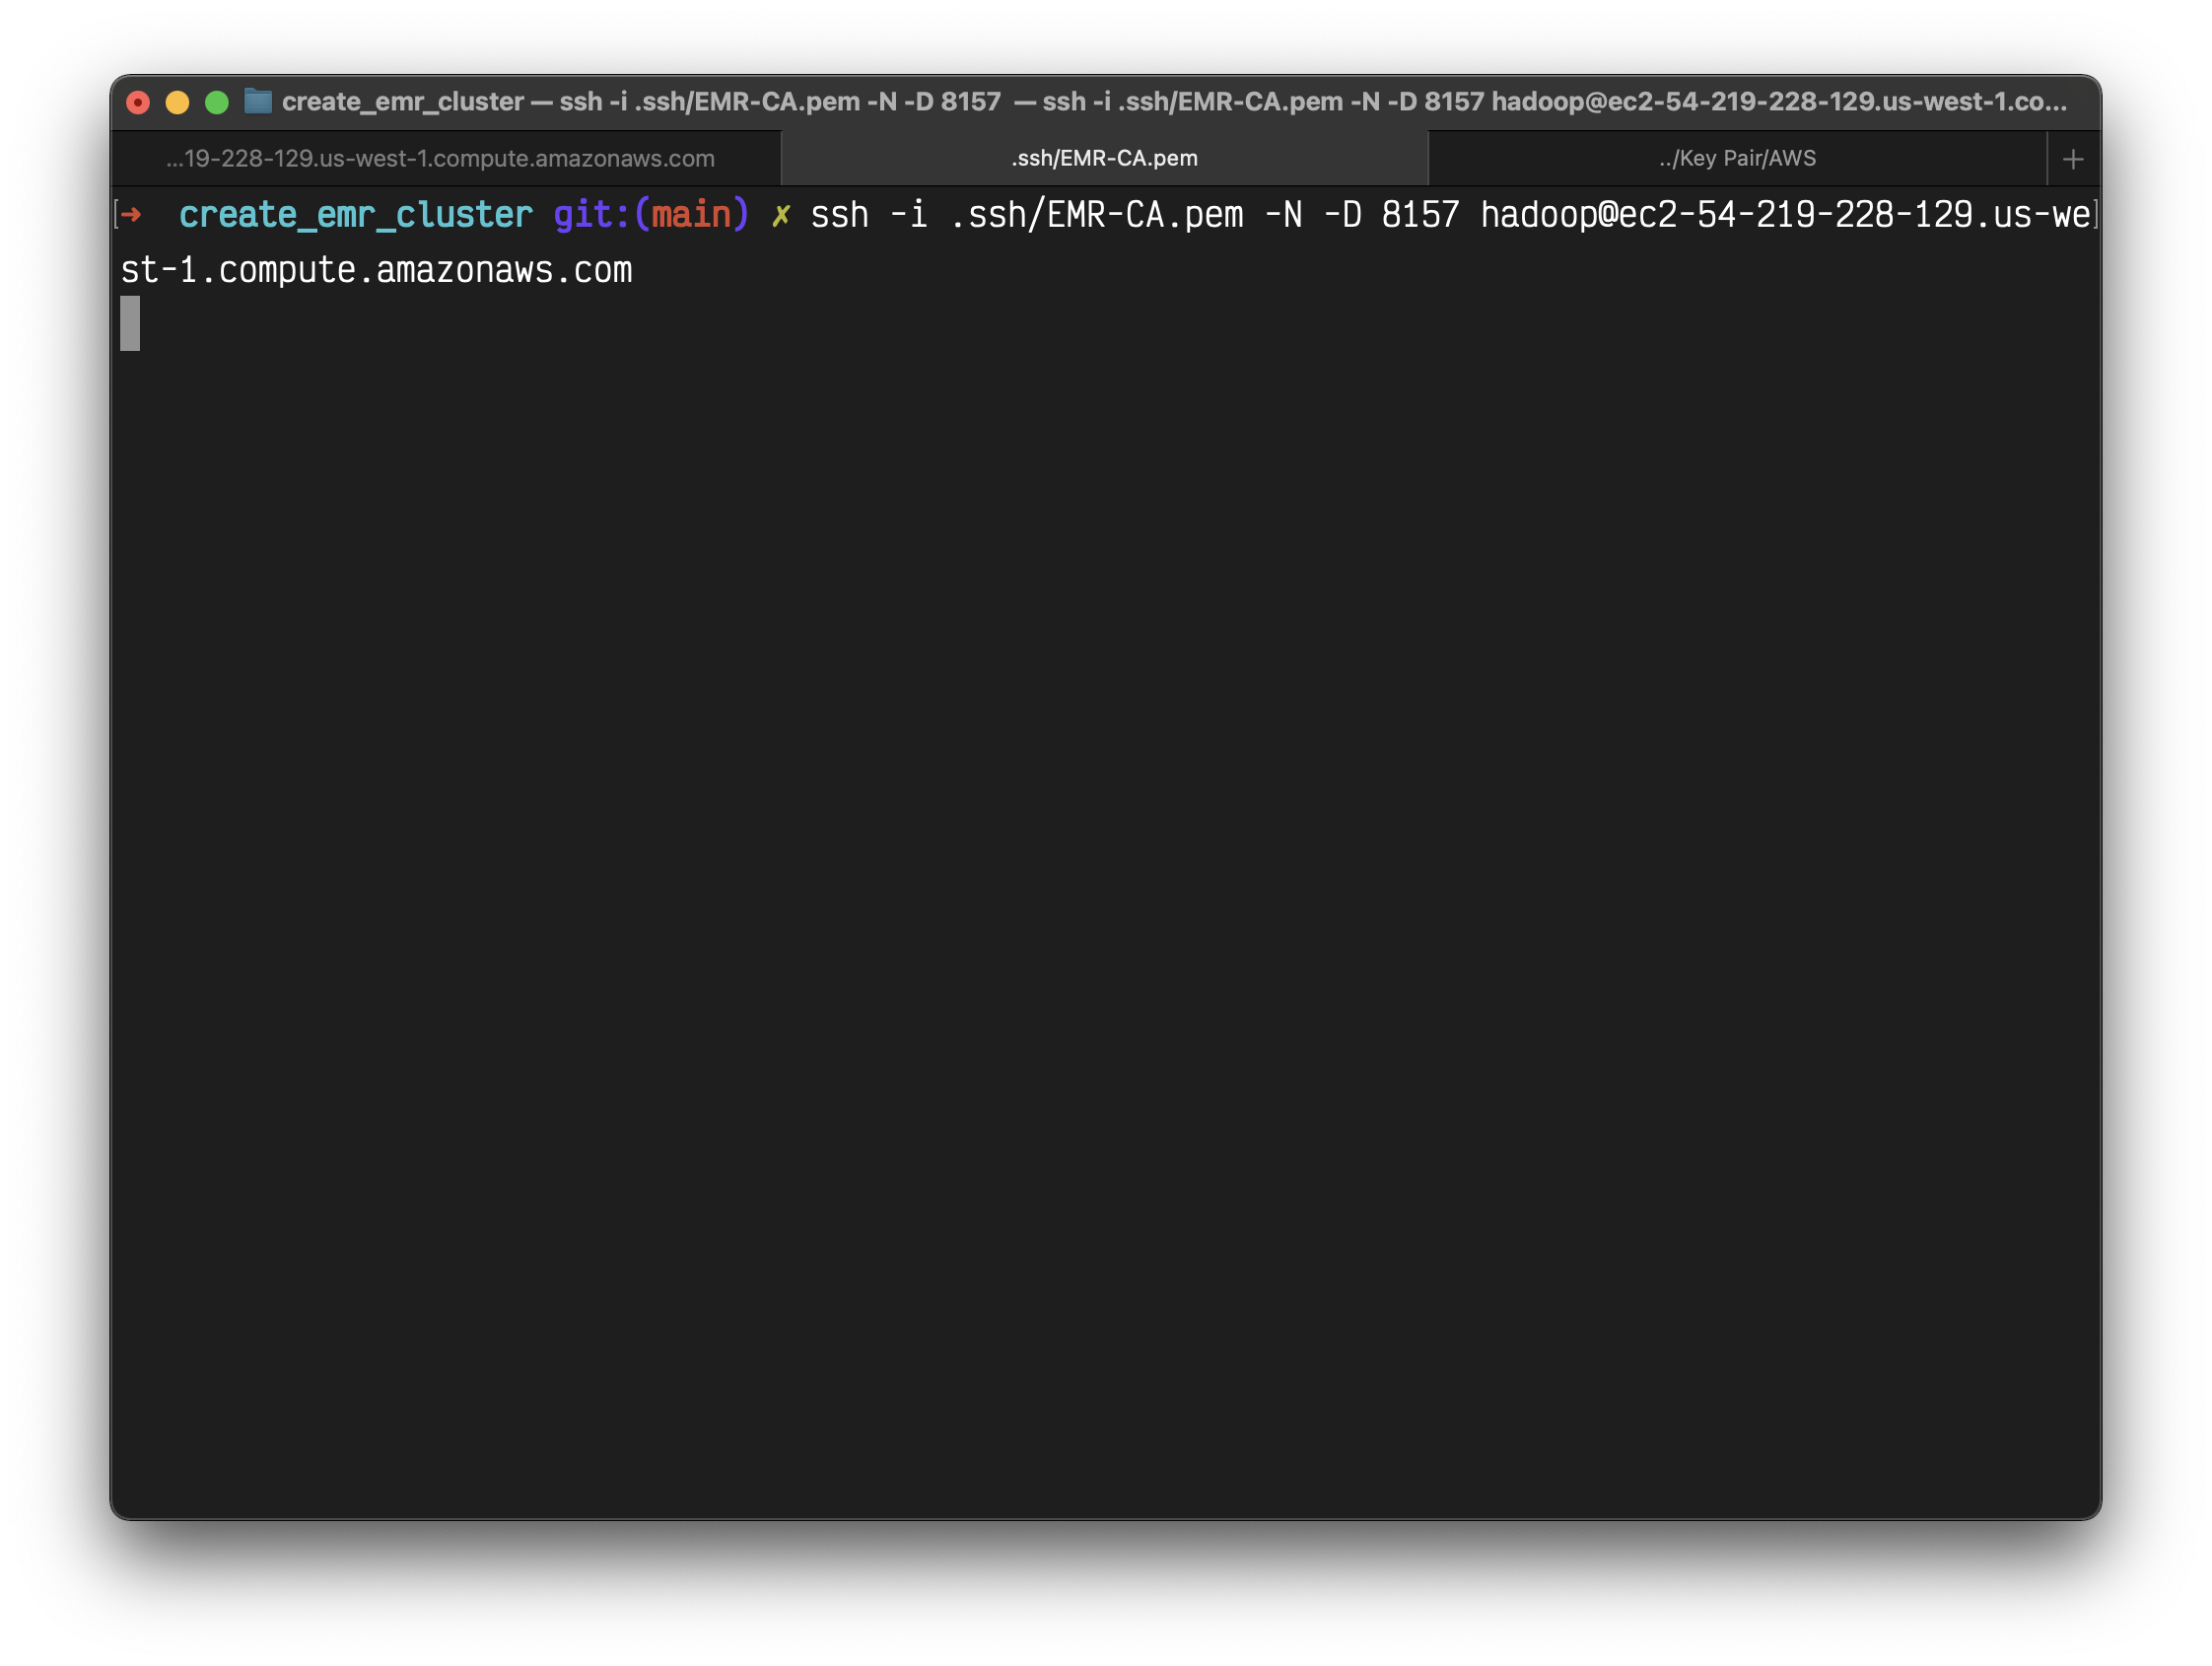 create_emr_cluster — ssh -i .ssh/EMR-CA.pem -N -D 8157 — ssh -i .ssh/EMR-CA.pem -N -D 8157 hadoop@ec2-54-219-228-129.us-west-1.co...
...19-228-129.us-west-1.compute.amazonaws.com
.ssh/EMR-CA.pem
../Key Pair/AWS
+
[➜ create_emr_cluster git:(main) ✗ ssh -i .ssh/EMR-CA.pem -N -D 8157 hadoop@ec2-54-219-228-129.us-we]
st-1.compute.amazonaws.com